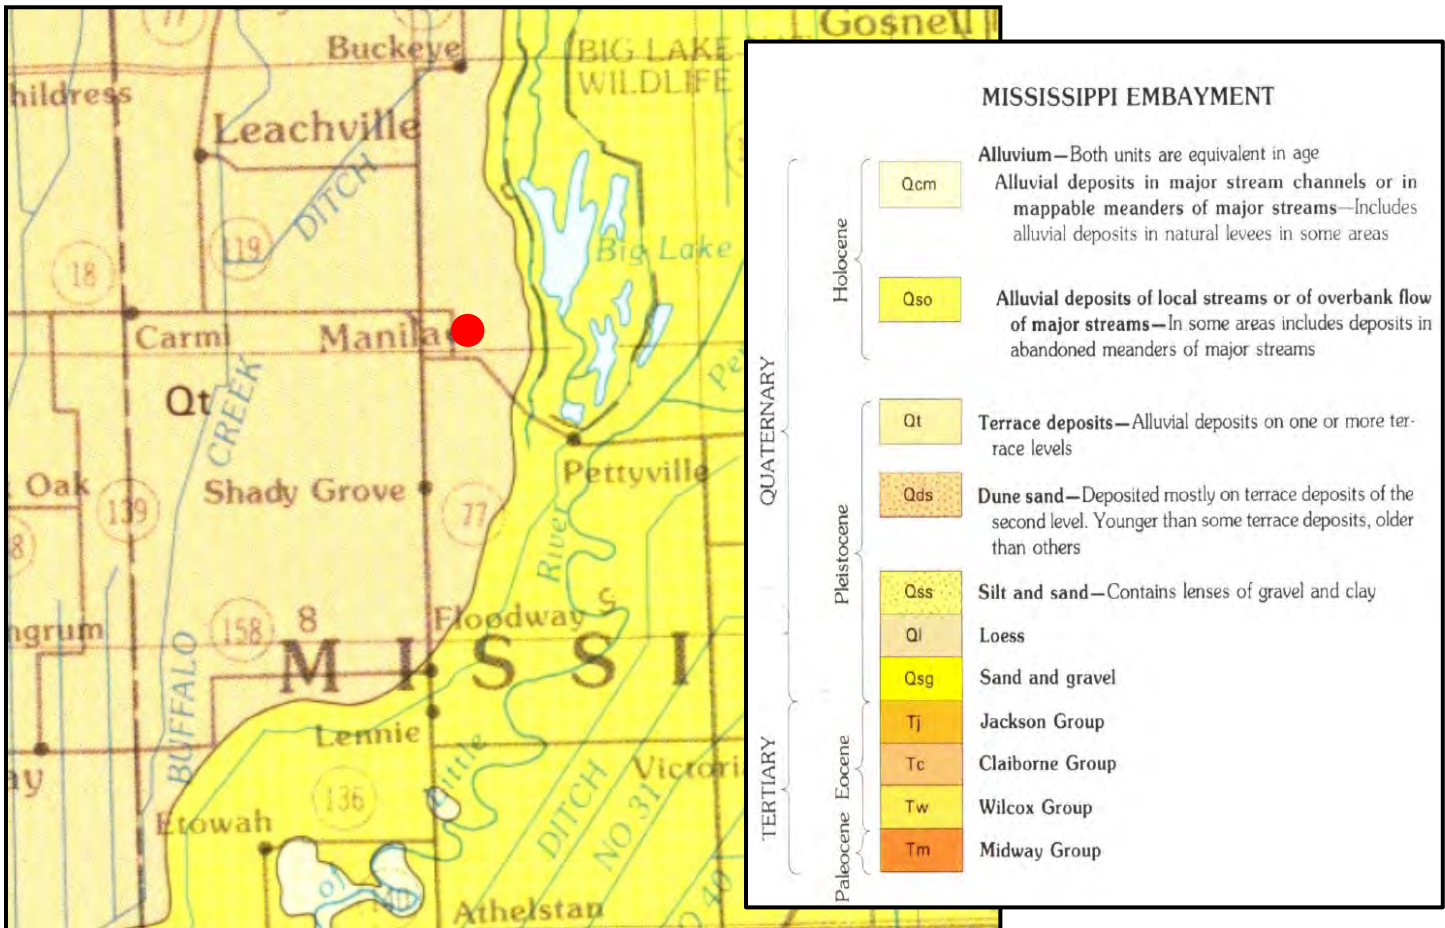 77
Gosnell
Buckeye
BIG LAKE NAT
WILDLIFE
hildress
Leachville
DITCH
119
18
Big Lake
Carmi
Manila
Qt
CREEK
Pettyville
Oak
Shady Grove
139
77
8
River
ngrum
158
8
Floodway
5
MISSI
BUFFALO
Lennie
Little
Victori
ay
136
DITCH
NO 31
Etowah
of
140
NO 40
Athelstan
MISSISSIPPI EMBAYMENT
QUATERNARY
TERTIARY
Holocene
Pleistocene
Eocene
Paleocene
Alluvium—Both units are equivalent in age
Qcm
Alluvial deposits in major stream channels or in
mappable meanders of major streams—Includes
alluvial deposits in natural levees in some areas
Qso
Alluvial deposits of local streams or of overbank flow
of major streams—In some areas includes deposits in
abandoned meanders of major streams
Qt
Terrace deposits—Alluvial deposits on one or more ter-
race levels
Qds
Dune sand—Deposited mostly on terrace deposits of the
second level. Younger than some terrace deposits, older
than others
Qss
Silt and sand—Contains lenses of gravel and clay
Ql
Loess
Qsg
Sand and gravel
Tj
Jackson Group
Tc
Claiborne Group
Tw
Wilcox Group
Tm
Midway Group